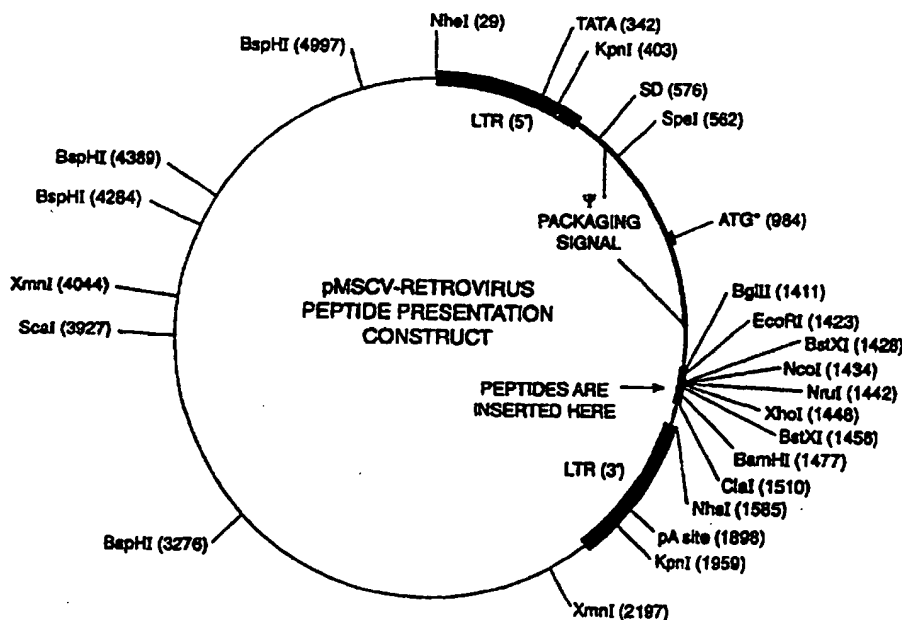 NheI (29)
TATA (342)
KpnI (403)
BspHI (4997)
SD (576)
SpeI (562)
LTR (5')
BspHI (4389)
BspHI (4284)
Ψ
PACKAGING
SIGNAL
ATG° (984)
XmnI (4044)
ScaI (3927)
pMSCV-RETROVIRUS
PEPTIDE PRESENTATION
CONSTRUCT
BglII (1411)
EcoRI (1423)
BstXI (1428)
NcoI (1434)
NruI (1442)
XhoI (1448)
BstXI (1458)
BamHI (1477)
ClaI (1510)
NheI (1585)
PEPTIDES ARE
INSERTED HERE
LTR (3')
pA site (1898)
KpnI (1959)
BspHI (3276)
XmnI (2197)